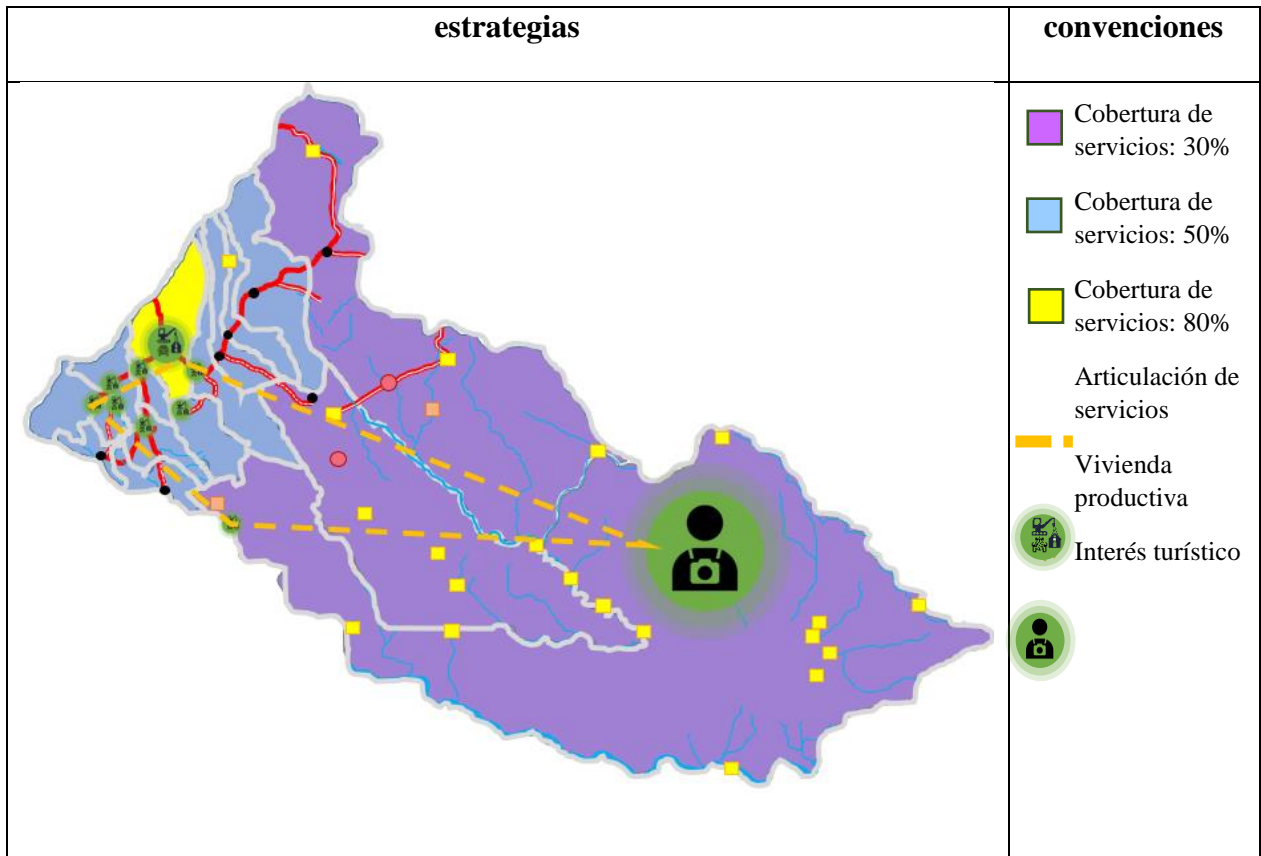 estrategias
convenciones
Cobertura de
servicios: 30%
Cobertura de
servicios: 50%
Cobertura de
servicios: 80%
Articulación de
servicios
Vivienda
productiva
Interés turístico